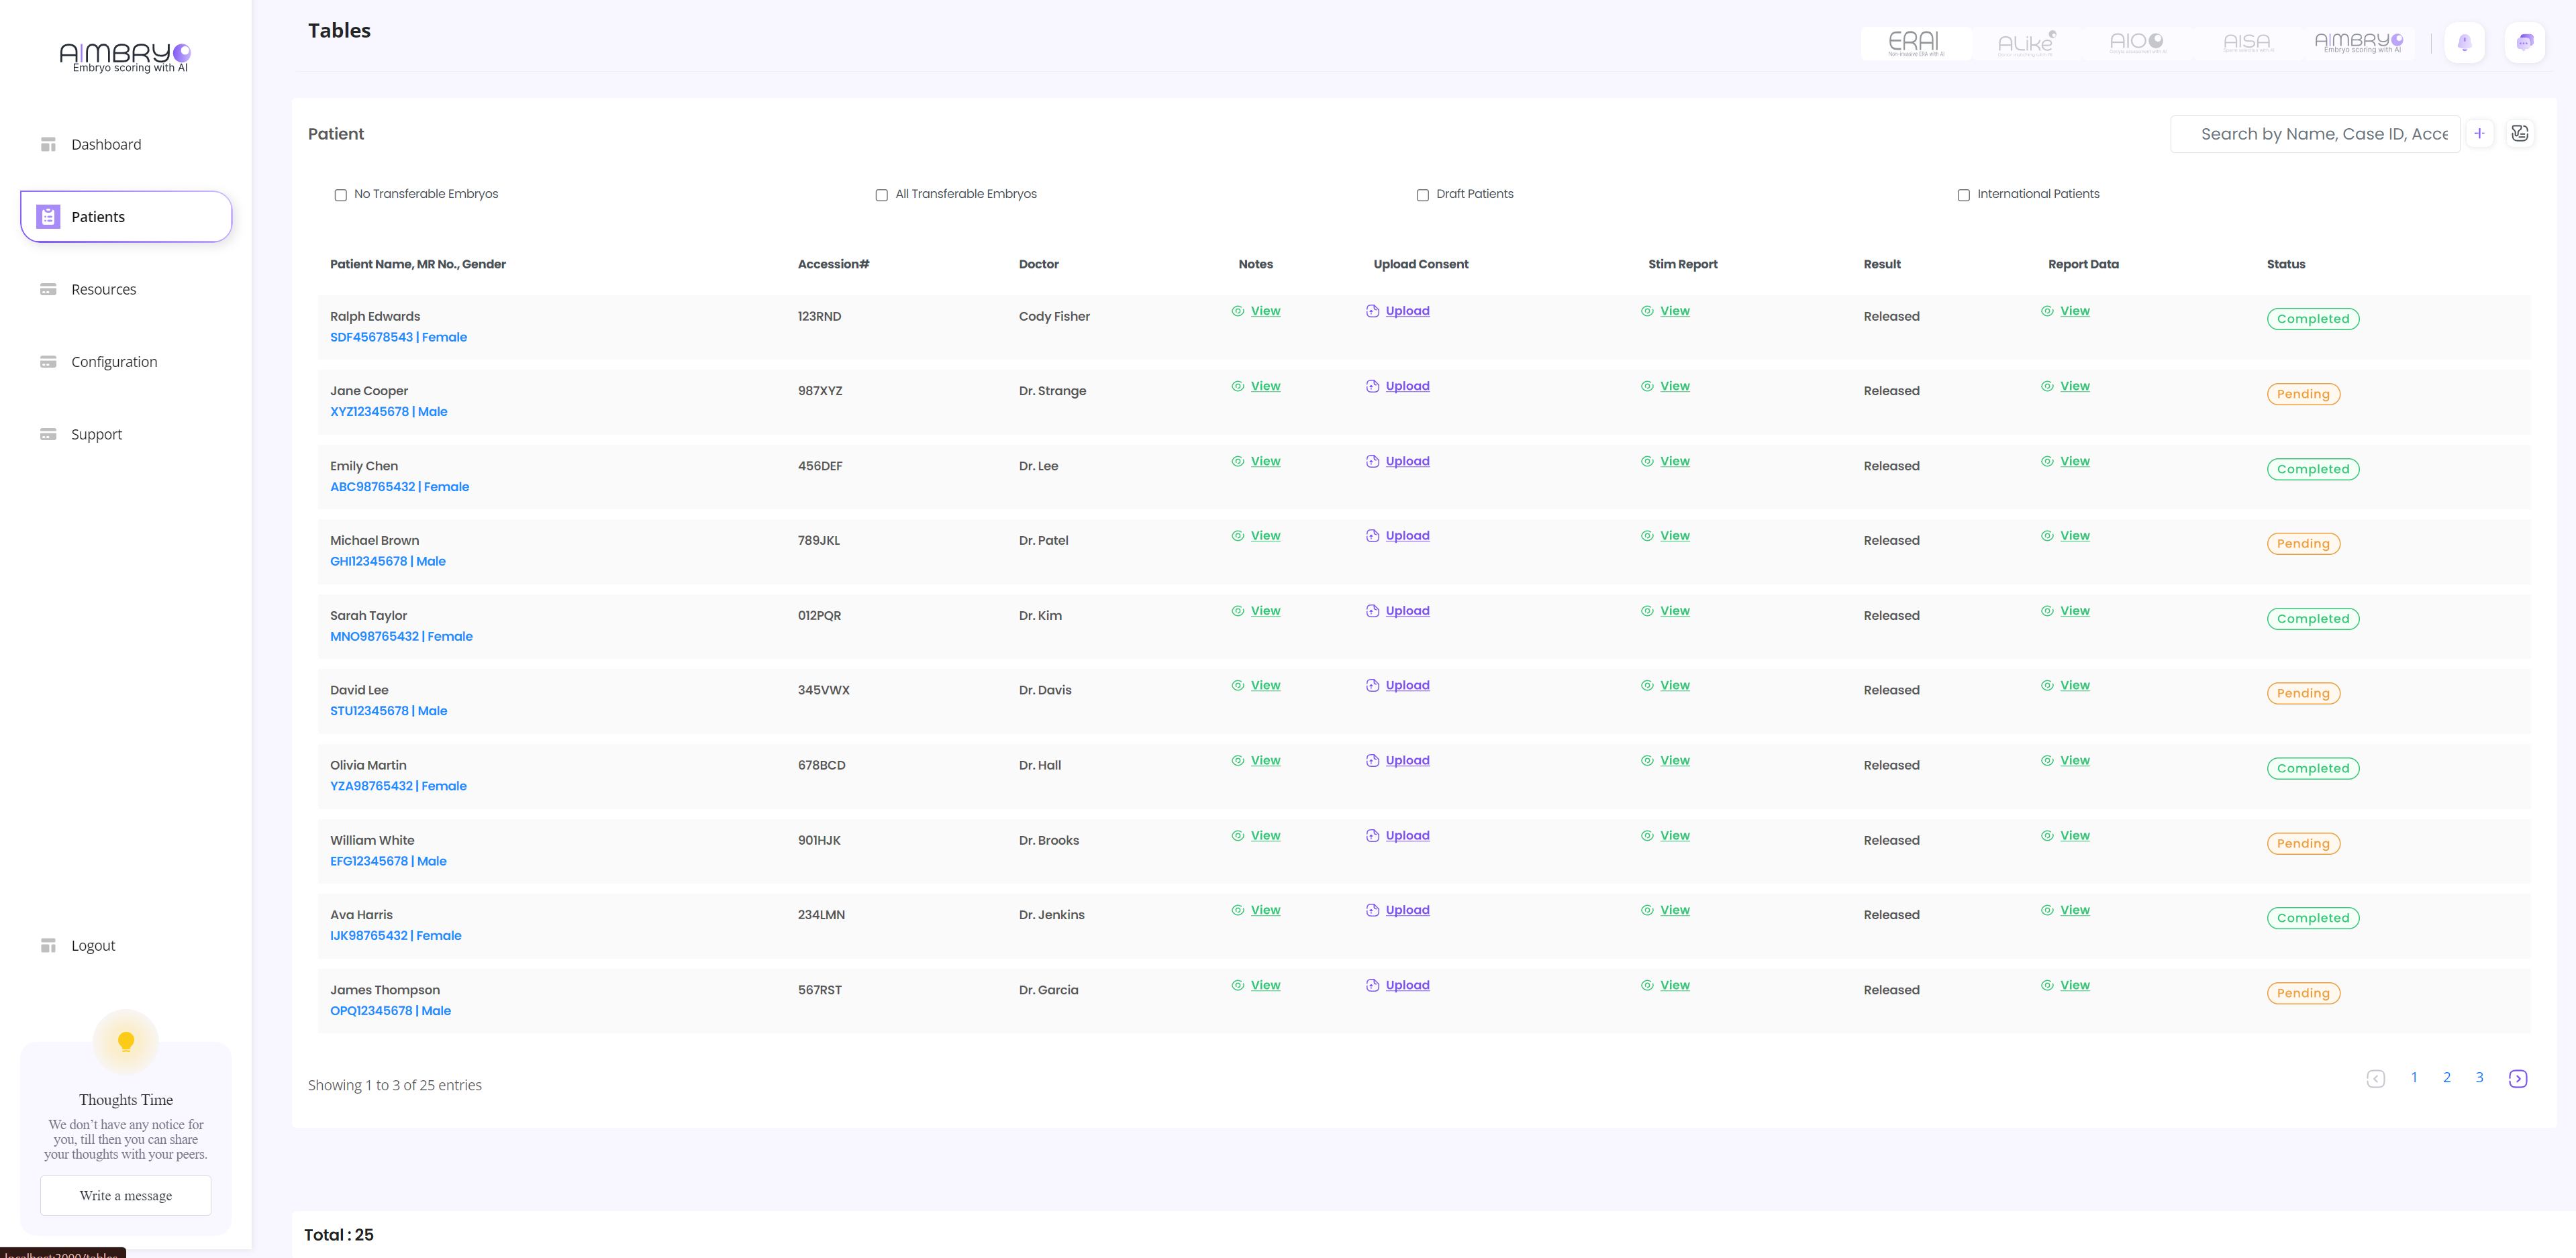 AIMBRYO
Embryo scoring with AI
Dashboard
Patients
Resources
Configuration
Support
Logout
Thoughts Time
We don’t have any notice for
you, till then you can share
your thoughts with your peers.
Write a message
Tables
ERAI
Non-invasive ERA with AI
ALike
AIO
AISA
AIMBRYO
Embryo scoring with AI
Patient
Search by Name, Case ID, Acce
No Transferable Embryos
All Transferable Embryos
Draft Patients
International Patients
Patient Name, MR No., Gender Accession# Doctor Notes Upload Consent Stim Report Result Report Data Status
Ralph Edwards 123RND Cody Fisher View Upload View Released View Completed
SDF45678543 | Female
Jane Cooper 987XYZ Dr. Strange View Upload View Released View Pending
XYZ12345678 | Male
Emily Chen 456DEF Dr. Lee View Upload View Released View Completed
ABC98765432 | Female
Michael Brown 789JKL Dr. Patel View Upload View Released View Pending
GHI12345678 | Male
Sarah Taylor 012PQR Dr. Kim View Upload View Released View Completed
MNO98765432 | Female
David Lee 345VWX Dr. Davis View Upload View Released View Pending
STU12345678 | Male
Olivia Martin 678BCD Dr. Hall View Upload View Released View Completed
YZA98765432 | Female
William White 901HJK Dr. Brooks View Upload View Released View Pending
EFG12345678 | Male
Ava Harris 234LMN Dr. Jenkins View Upload View Released View Completed
IJK98765432 | Female
James Thompson 567RST Dr. Garcia View Upload View Released View Pending
OPQ12345678 | Male
Showing 1 to 3 of 25 entries
1 2 3
Total : 25
localhost:3000/tables